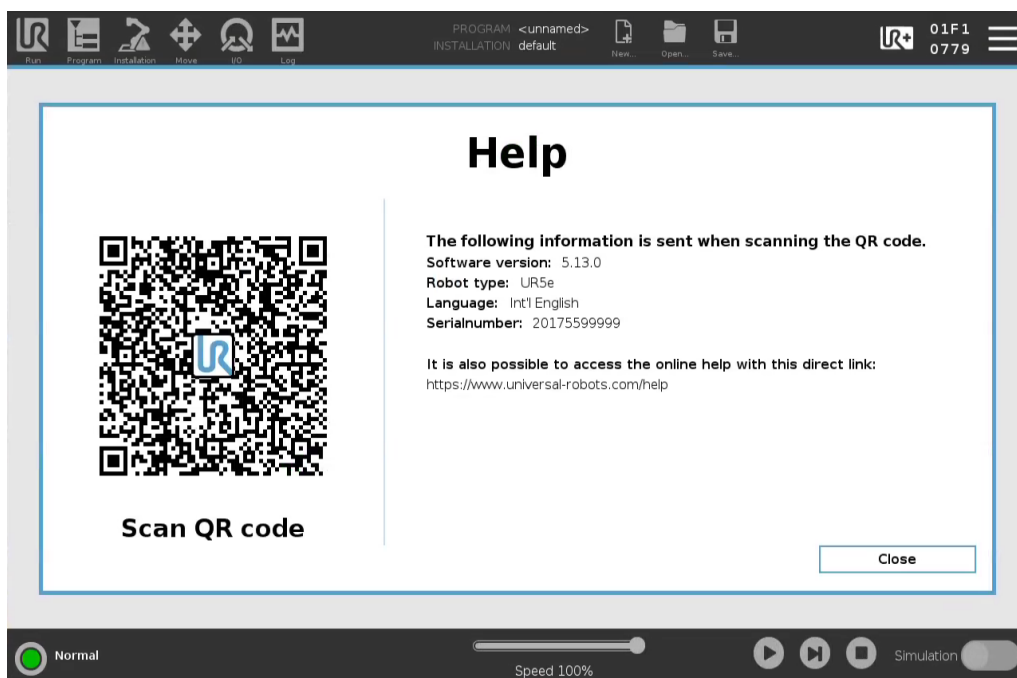 PROGRAM <unnamed>
INSTALLATION default
01F1
0779
Run Program Installation Move I/O Log New... Open... Save...
Help
The following information is sent when scanning the QR code.
Software version: 5.13.0
Robot type: UR5e
Language: Int'l English
Serialnumber: 20175599999
It is also possible to access the online help with this direct link:
https://www.universal-robots.com/help
Scan QR code
Close
Normal
Speed 100%
Simulation